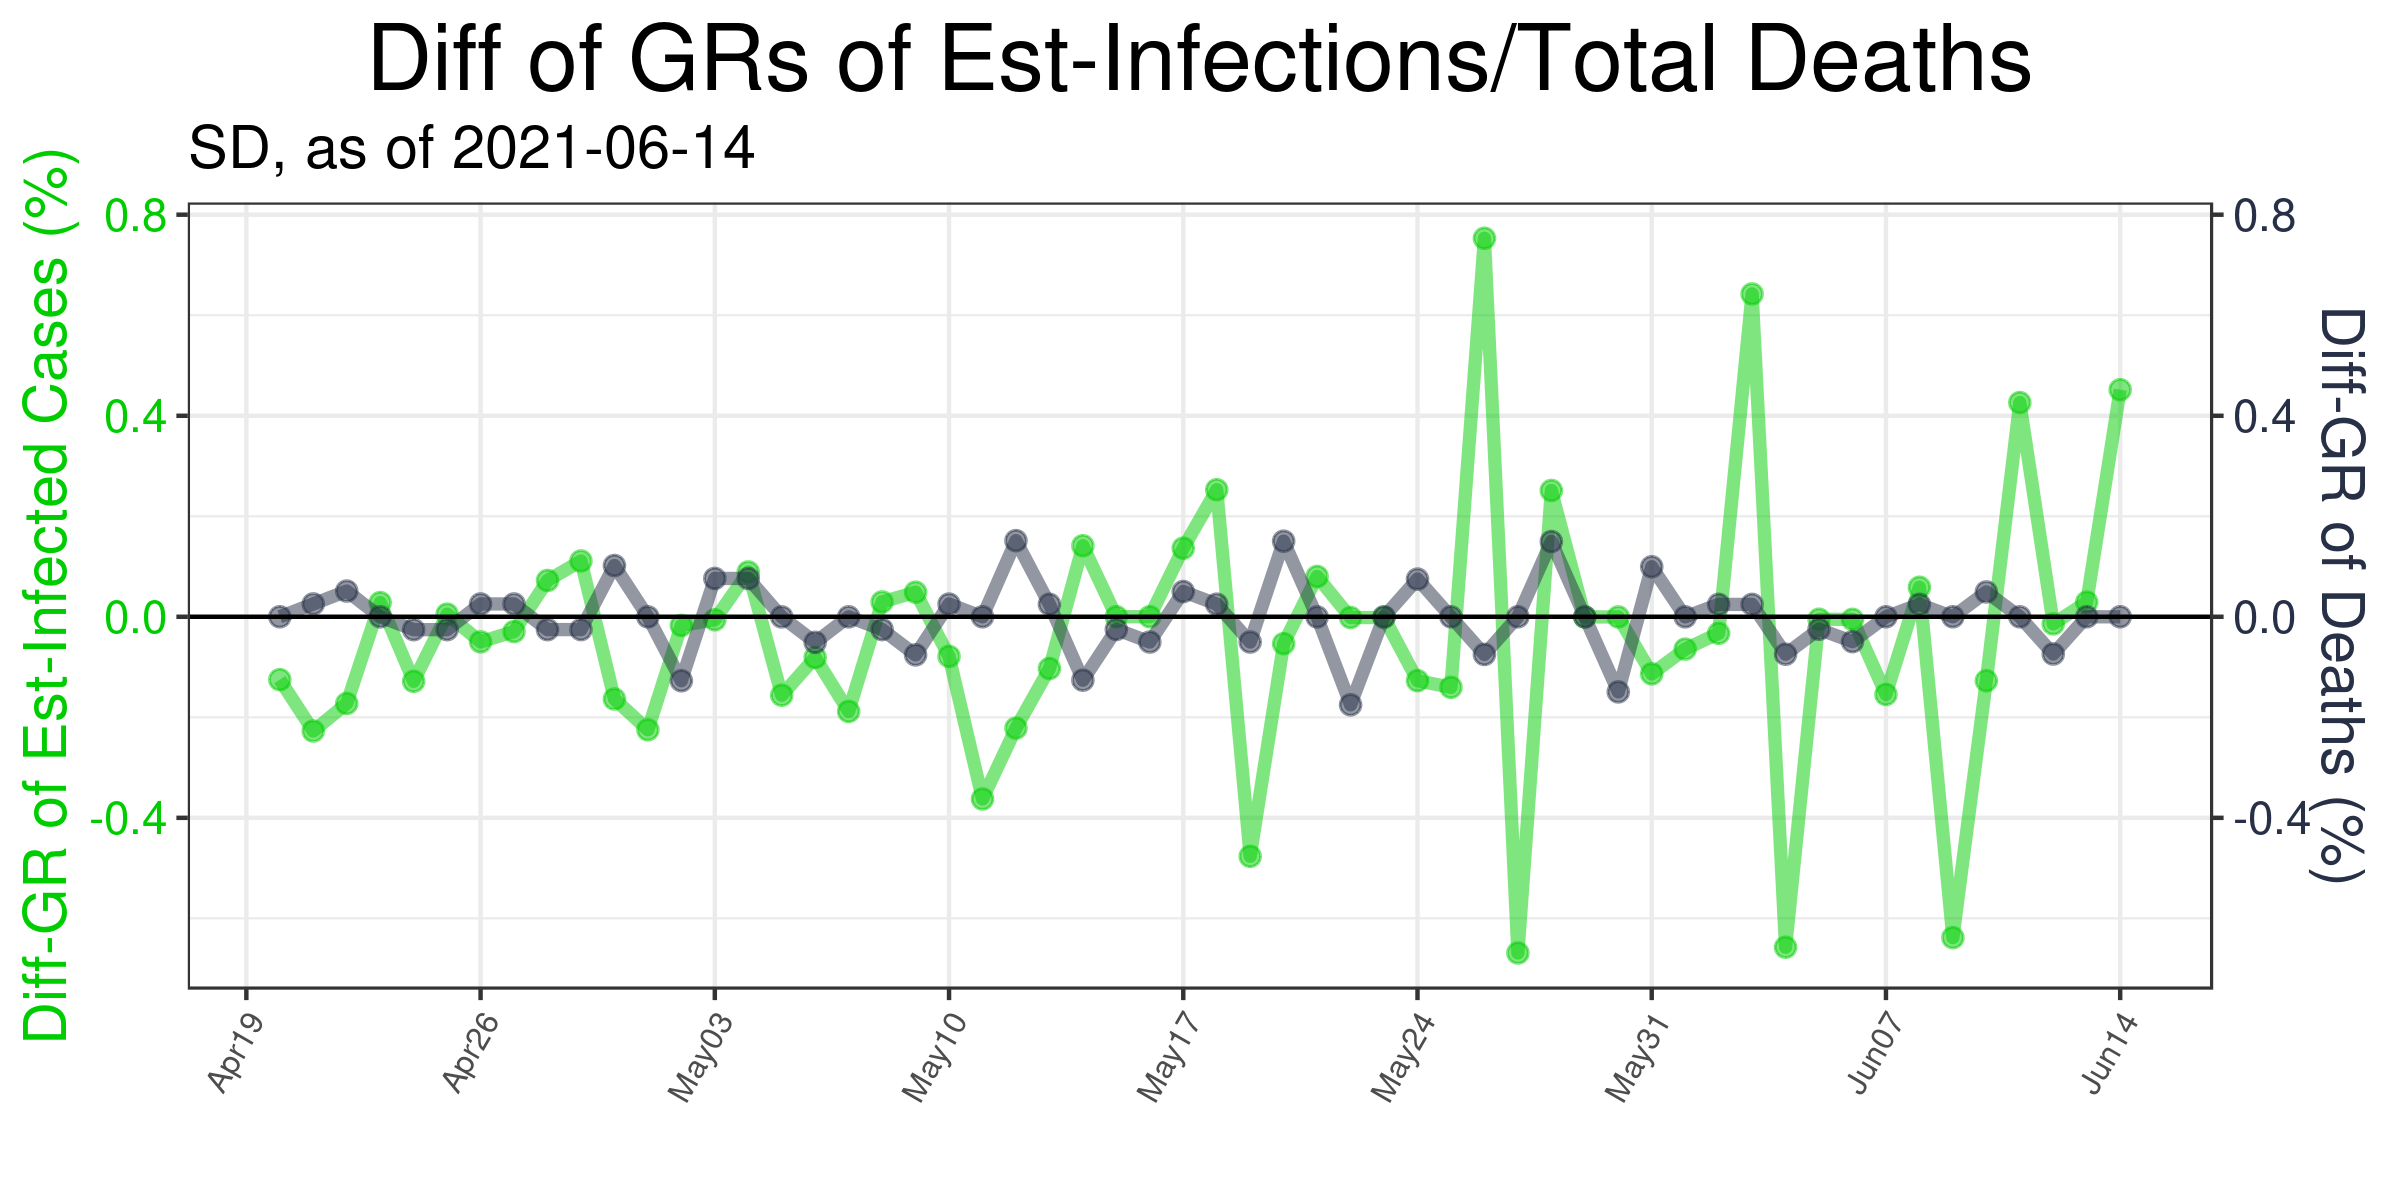 Diff of GRs of Est-Infections/Total Deaths
SD, as of 2021-06-14
Diff-GR of Est-Infected Cases (%)
0.8
0.4
0.0
-0.4
0.8
0.4
0.0
-0.4
Diff-GR of Deaths (%)
Apr19
Apr26
May03
May10
May17
May24
May31
Jun07
Jun14